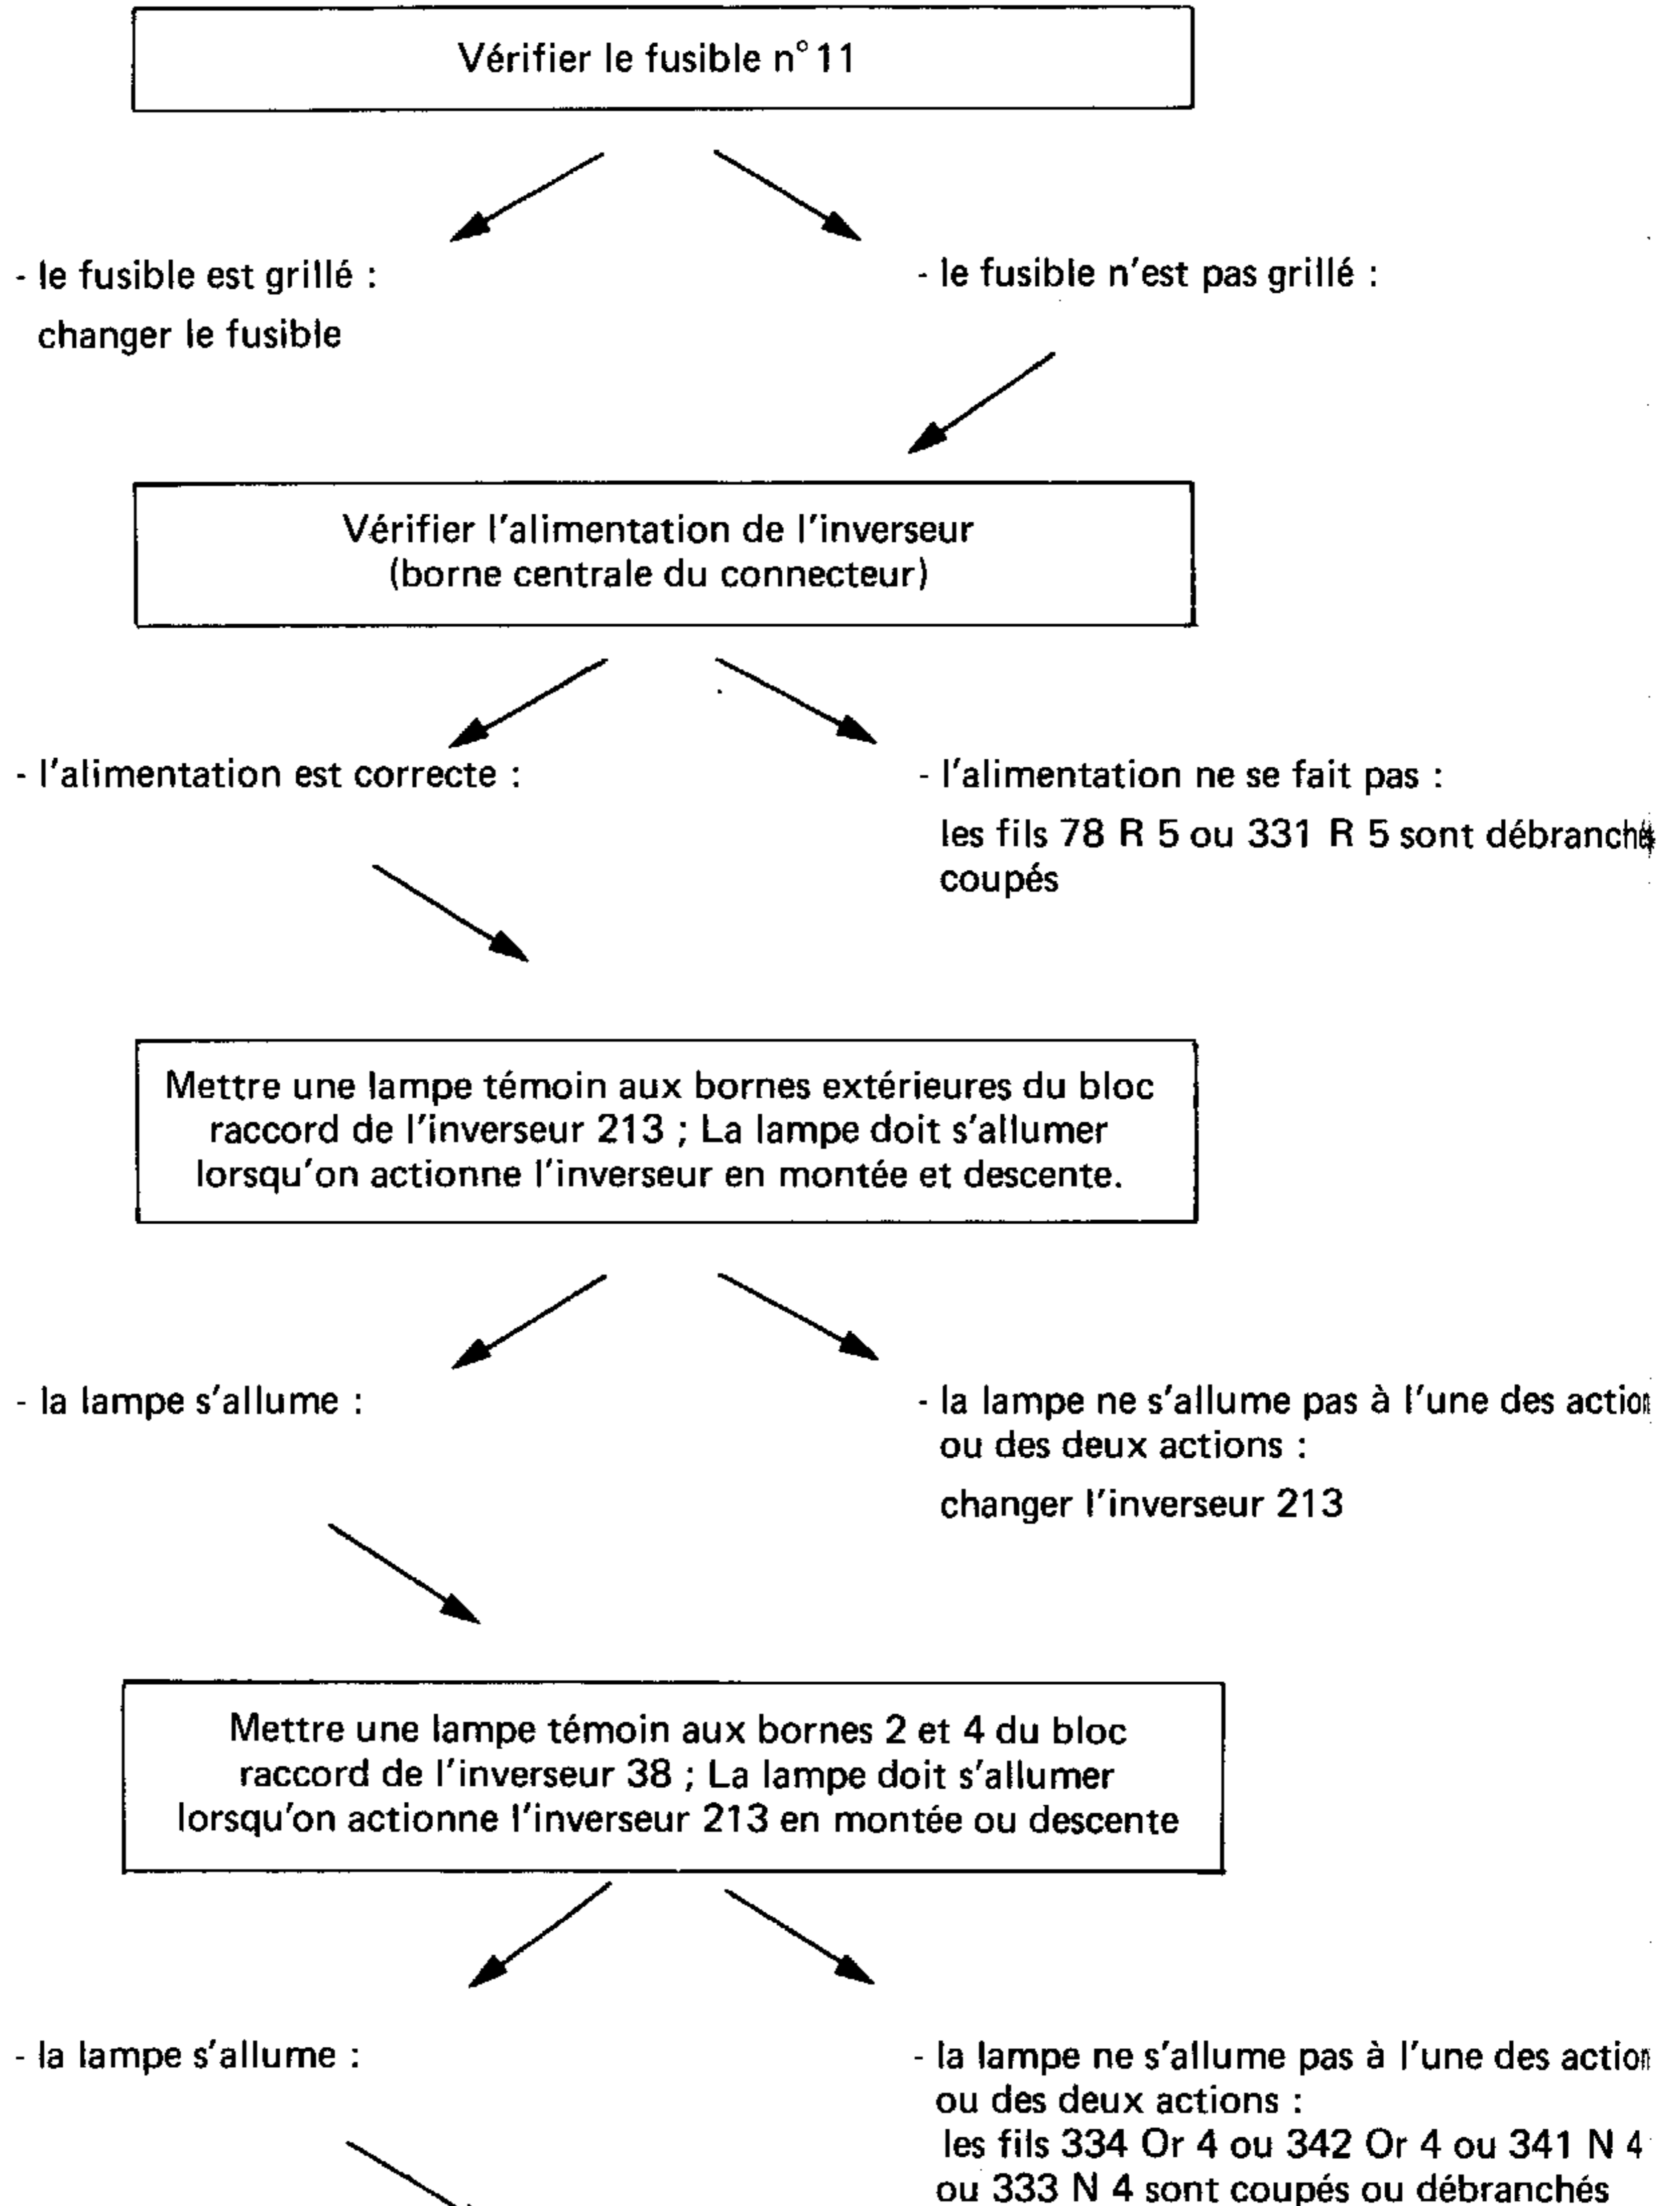 Vérifier le fusible n° 11
- le fusible est grillé :
changer le fusible
- le fusible n'est pas grillé :
Vérifier l'alimentation de l'inverseur
(borne centrale du connecteur)
- l'alimentation est correcte :
- l'alimentation ne se fait pas :
les fils 78 R 5 ou 331 R 5 sont
coupés
Mettre une lampe témoin aux bornes extérieures du bloc
raccord de l'inverseur 213 ; La lampe doit s'allumer
lorsqu'on actionne l'inverseur en montée et descente.
- la lampe s'allume :
- la lampe ne s'allume pas à l'une des action
ou des deux actions :
changer l'inverseur 213
Mettre une lampe témoin aux bornes 2 et 4 du bloc
raccord de l'inverseur 38 ; La lampe doit s'allumer
lorsqu'on actionne l'inverseur 213 en montée ou descente
- la lampe s'allume :
- la lampe ne s'allume pas à l'une des action
ou des deux actions :
les fils 334 Or 4 ou 342 Or 4 ou 341 N 4
ou 333 N 4 sont coupés ou débranchés